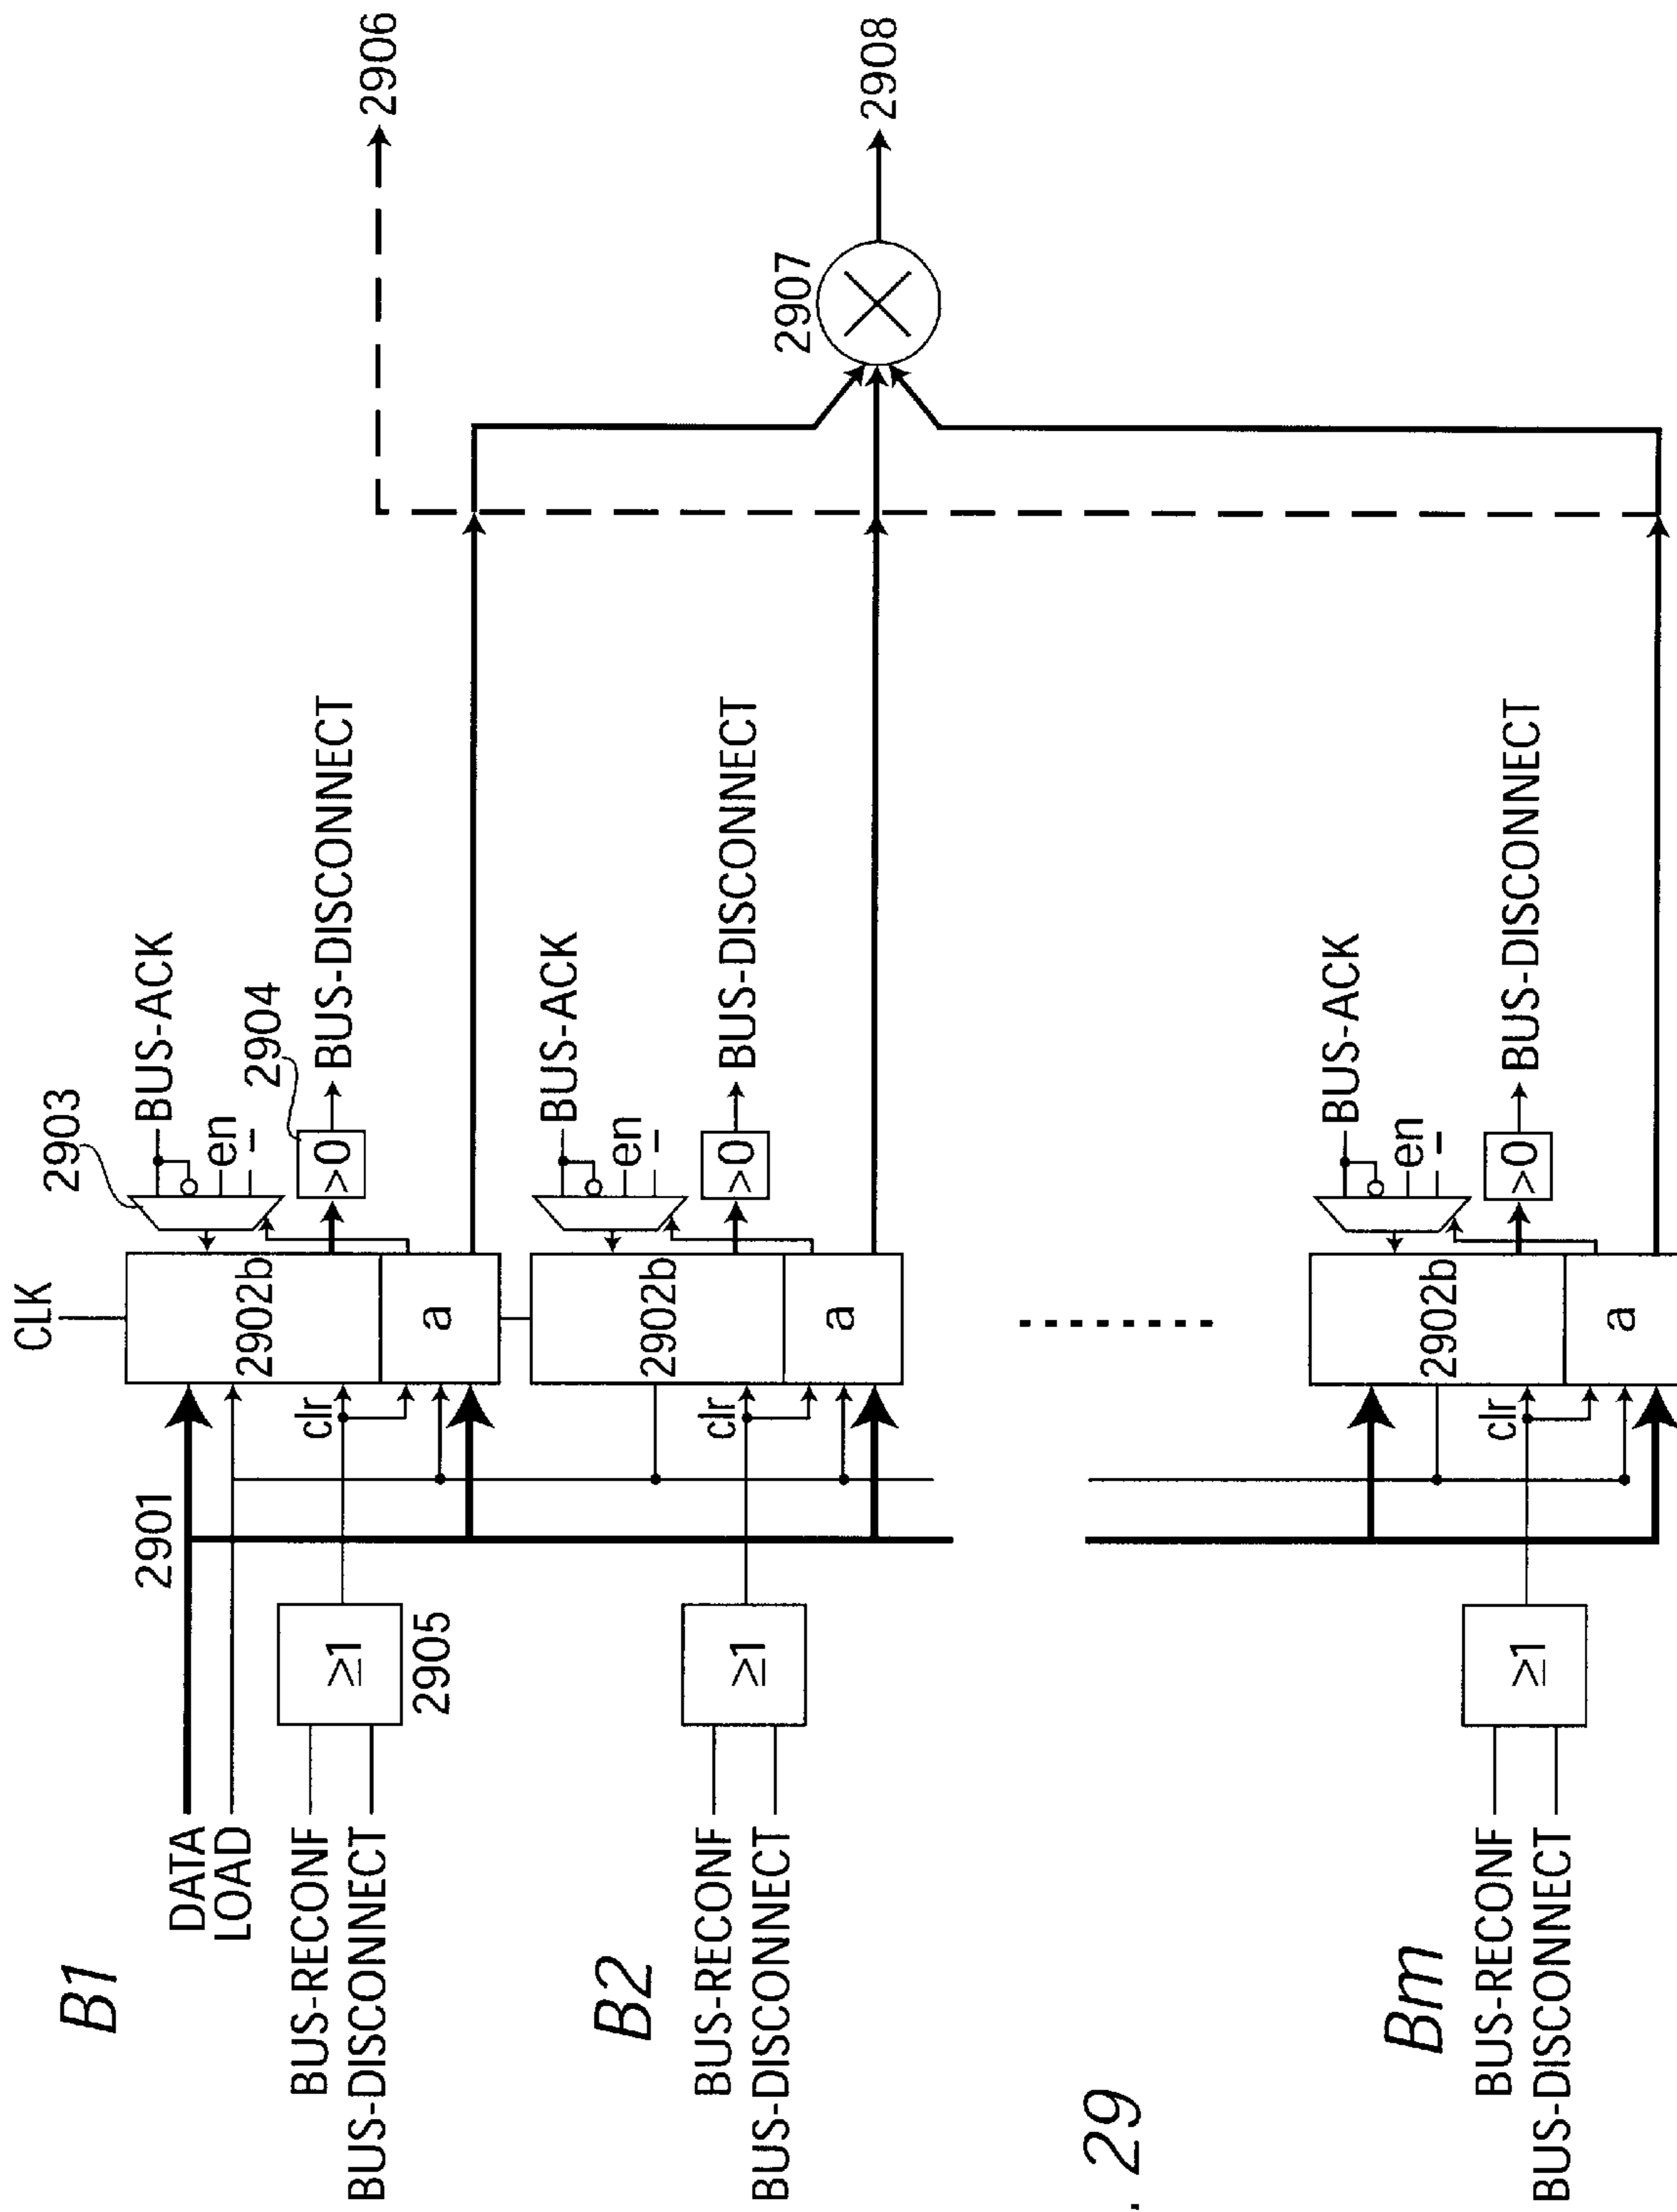 B1
CLK
DATA
LOAD
2901
2903
BUS-ACK
en
-
2902b
a
clr
>0
2904
BUS-DISCONNECT
BUS-RECONF
BUS-DISCONNECT
≥1
2905
2906
B2
BUS-ACK
en
-
2902b
a
clr
>0
BUS-DISCONNECT
BUS-RECONF
BUS-DISCONNECT
≥1
2907
2908
Bm
BUS-ACK
en
-
2902b
a
clr
>0
BUS-DISCONNECT
BUS-RECONF
BUS-DISCONNECT
≥1
. 29